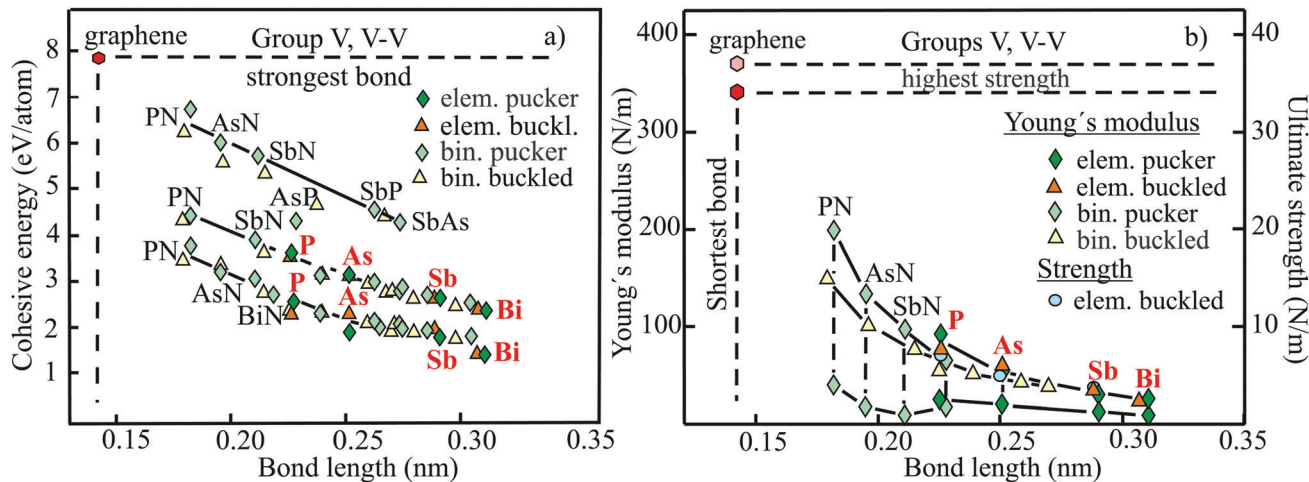 graphene
Group V, V-V
a)
strongest bond
elem. pucker
elem. buckl.
bin. pucker
bin. buckled
PN
AsN
SbN
AsP
SbP
SbAs
PN
SbN
P
As
Sb
Bi
PN
AsN
BiN
P
As
Sb
Bi
8
7
6
5
4
3
2
1
Cohesive energy (eV/atom)
0.15
0.20
0.25
0.30
0.35
Bond length (nm)
graphene
Groups V, V-V
b)
highest strength
Shortest bond
Young´s modulus
elem. pucker
elem. buckled
bin. pucker
bin. buckled
Strength
elem. buckled
PN
AsN
SbN
P
As
Sb
Bi
400
300
200
100
Young´s modulus (N/m)
40
30
20
10
Ultimate strength (N/m)
0.15
0.20
0.25
0.30
0.35
Bond length (nm)